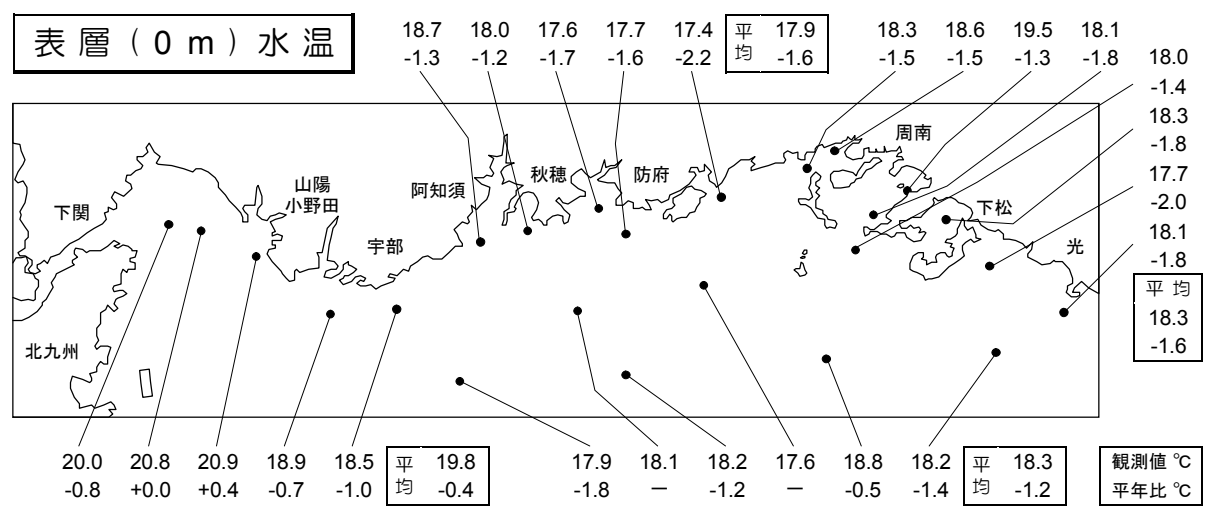 表層（0ｍ）水温
18.7 18.0 17.6 17.7 17.4 平均 17.9 18.3 18.6 19.5 18.1
-1.3 -1.2 -1.7 -1.6 -2.2 -1.6 -1.5 -1.5 -1.3 -1.8
18.0
-1.4
18.3
-1.8
17.7
-2.0
18.1
-1.8
平均
18.3
-1.6
周南
山陽
小野田
阿知須
秋穂
防府
下関
下松
宇部
光
北九州
20.0 20.8 20.9 18.9 18.5 平均 19.8 17.9 18.1 18.2 17.6 18.8 18.2 平均 18.3 観測値 ℃
-0.8 +0.0 +0.4 -0.7 -1.0 -0.4 -1.8 － -1.2 － -0.5 -1.4 -1.2 平年比 ℃